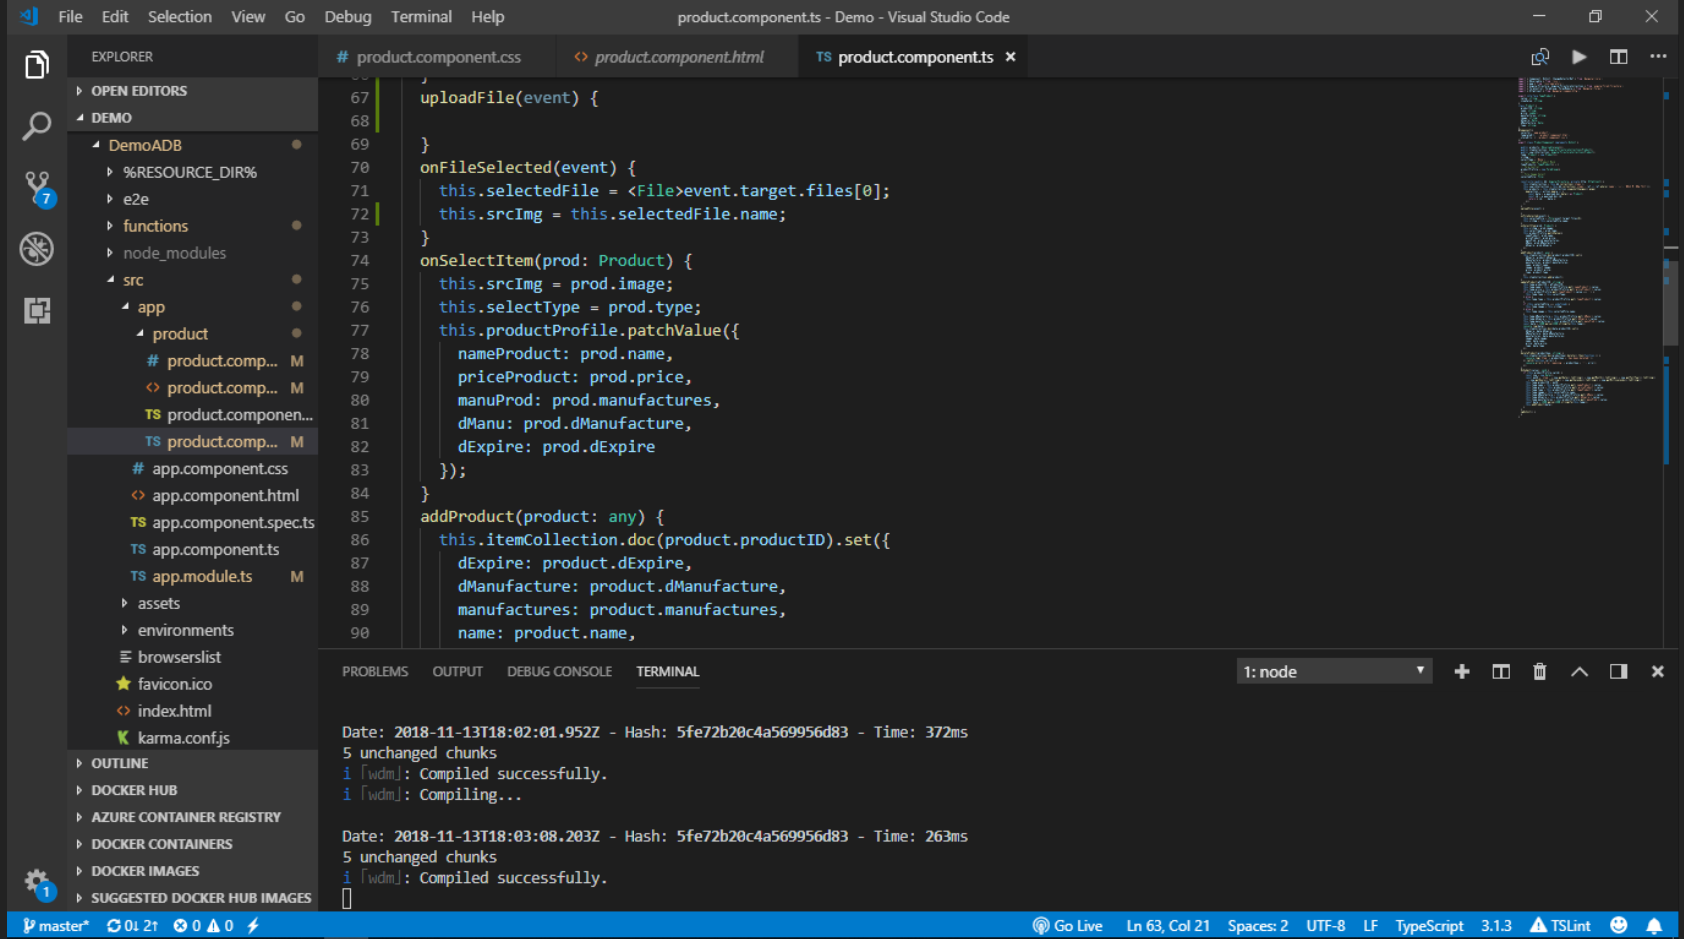 File Edit Selection View Go Debug Terminal Help product.component.ts - Demo - Visual Studio Code
EXPLORER
OPEN EDITORS
DEMO
DemoADB
%RESOURCE_DIR%
e2e
functions
node_modules
src
app
product
# product.comp... M
<> product.comp... M
TS product.componen...
TS product.comp... M
# app.component.css
<> app.component.html
TS app.component.spec.ts
TS app.component.ts
TS app.module.ts M
assets
environments
browserslist
favicon.ico
<> index.html
karma.conf.js
OUTLINE
DOCKER HUB
AZURE CONTAINER REGISTRY
DOCKER CONTAINERS
DOCKER IMAGES
SUGGESTED DOCKER HUB IMAGES
7
1
# product.component.css <> product.component.html TS product.component.ts ×
67 uploadFile(event) {
68
69 }
70 onFileSelected(event) {
71 this.selectedFile = <File>event.target.files[0];
72 this.srcImg = this.selectedFile.name;
73 }
74 onSelectItem(prod: Product) {
75 this.srcImg = prod.image;
76 this.selectType = prod.type;
77 this.productProfile.patchValue({
78 nameProduct: prod.name,
79 priceProduct: prod.price,
80 manuProd: prod.manufactures,
81 dManu: prod.dManufacture,
82 dExpire: prod.dExpire
83 });
84 }
85 addProduct(product: any) {
86 this.itemCollection.doc(product.productID).set({
87 dExpire: product.dExpire,
88 dManufacture: product.dManufacture,
89 manufactures: product.manufactures,
90 name: product.name,
PROBLEMS OUTPUT DEBUG CONSOLE TERMINAL 1: node
Date: 2018-11-13T18:02:01.952Z - Hash: 5fe72b20c4a569956d83 - Time: 372ms
5 unchanged chunks
i ｢wdm｣: Compiled successfully.
i ｢wdm｣: Compiling...
Date: 2018-11-13T18:03:08.203Z - Hash: 5fe72b20c4a569956d83 - Time: 263ms
5 unchanged chunks
i ｢wdm｣: Compiled successfully.
master* 0↓ 2↑ 0 0 Go Live Ln 63, Col 21 Spaces: 2 UTF-8 LF TypeScript 3.1.3 TSLint